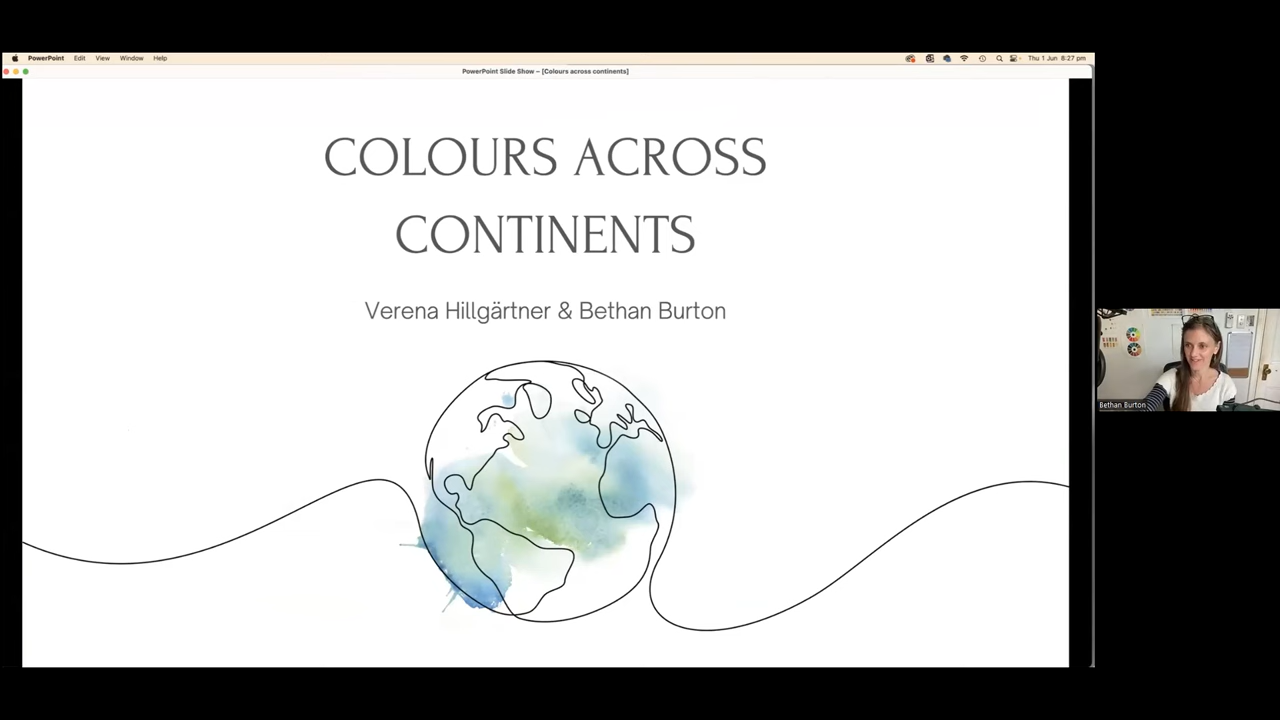 PowerPoint Edit View Window Help
Thu 1 Jun 8:27 pm
PowerPoint Slide Show – [Colours across continents]
COLOURS ACROSS
CONTINENTS
Verena Hillgärtner & Bethan Burton
Bethan Burton